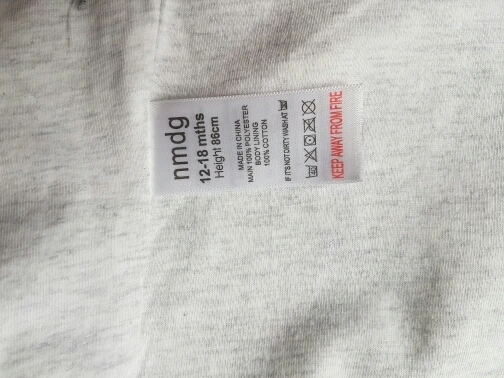 nmdg
12-18 mths
Height 86cm
MADE IN CHINA
MAIN 100% POLYESTER
BODY LINING
100% COTTON
IF IT'S NOT DIRTY WASH AT
KEEP AWAY FROM FIRE